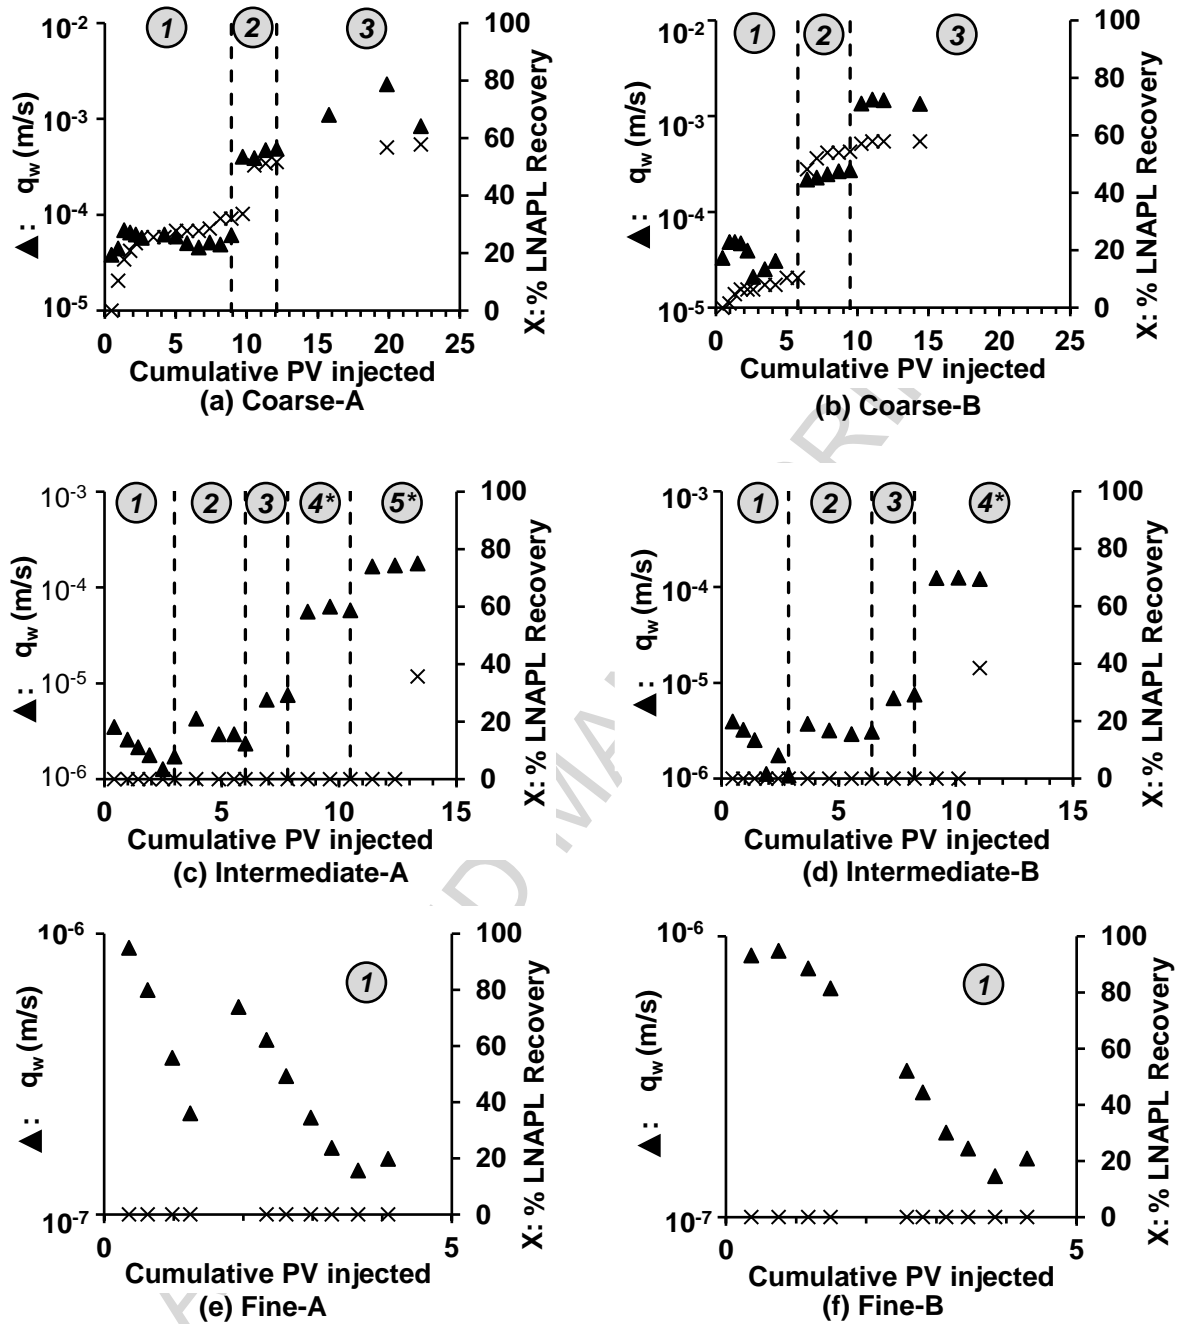 1 2 3
10-2
10-3
10-4
10-5
▲: qw (m/s)
100
80
60
40
20
0
X: % LNAPL Recovery
0 5 10 15 20 25
Cumulative PV injected
(a) Coarse-A
1 2 3
10-2
10-3
10-4
10-5
▲: qw (m/s)
100
80
60
40
20
0
X: % LNAPL Recovery
0 5 10 15 20 25
Cumulative PV injected
(b) Coarse-B
1 2 3 4* 5*
10-3
10-4
10-5
10-6
▲: qw (m/s)
100
80
60
40
20
0
X: % LNAPL Recovery
0 5 10 15
Cumulative PV injected
(c) Intermediate-A
1 2 3 4*
10-3
10-4
10-5
10-6
▲: qw (m/s)
100
80
60
40
20
0
X: % LNAPL Recovery
0 5 10 15
Cumulative PV injected
(d) Intermediate-B
1
10-6
10-7
▲: qw (m/s)
100
80
60
40
20
0
X: % LNAPL Recovery
0 5
Cumulative PV injected
(e) Fine-A
1
10-6
10-7
▲: qw (m/s)
100
80
60
40
20
0
X: % LNAPL Recovery
0 5
Cumulative PV injected
(f) Fine-B